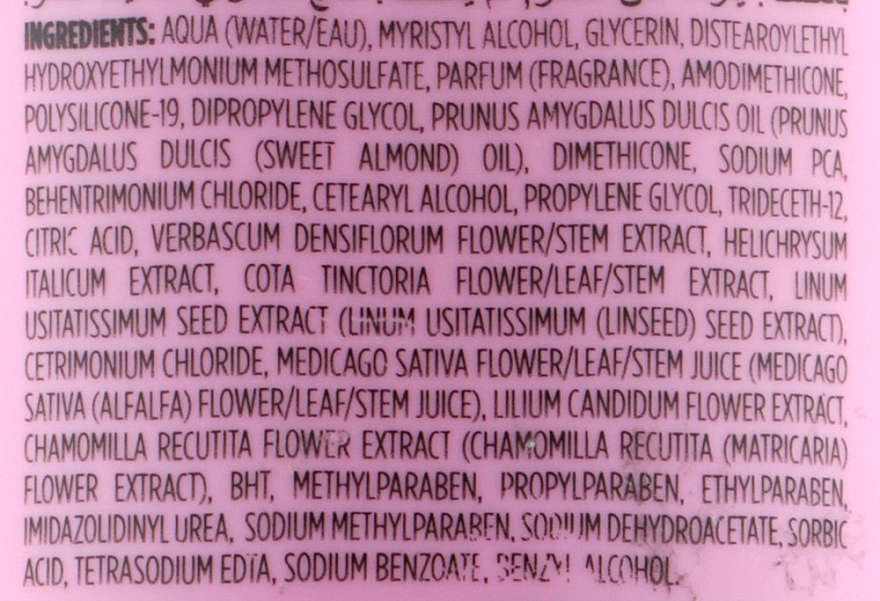 INGREDIENTS: AQUA (WATER/EAU), MYRISTYL ALCOHOL, GLYCERIN, DISTEAROYLETHYL
HYDROXYETHYLMONIUM METHOSULFATE, PARFUM (FRAGRANCE), AMODIMETHICONE,
POLYSILICONE-19, DIPROPYLENE GLYCOL, PRUNUS AMYGDALUS DULCIS OIL (PRUNUS
AMYGDALUS DULCIS (SWEET ALMOND) OIL), DIMETHICONE, SODIUM PCA,
BEHENTRIMONIUM CHLORIDE, CETEARYL ALCOHOL, PROPYLENE GLYCOL, TRIDECETH-12,
CITRIC ACID, VERBASCUM DENSIFLORUM FLOWER/STEM EXTRACT, HELICHRYSUM
ITALICUM EXTRACT, COTA TINCTORIA FLOWER/LEAF/STEM EXTRACT, LINUM
USITATISSIMUM SEED EXTRACT (LINUM USITATISSIMUM (LINSEED) SEED EXTRACT),
CETRIMONIUM CHLORIDE, MEDICAGO SATIVA FLOWER/LEAF/STEM JUICE (MEDICAGO
SATIVA (ALFALFA) FLOWER/LEAF/STEM JUICE), LILIUM CANDIDUM FLOWER EXTRACT,
CHAMOMILLA RECUTITA FLOWER EXTRACT (CHAMOMILLA RECUTITA (MATRICARIA)
FLOWER EXTRACT), BHT, METHYLPARABEN, PROPYLPARABEN, ETHYLPARABEN,
IMIDAZOLIDINYL UREA, SODIUM METHYLPARABEN, SODIUM DEHYDROACETATE, SORBIC
ACID, TETRASODIUM EDTA, SODIUM BENZOATE, BENZYL ALCOHOL.